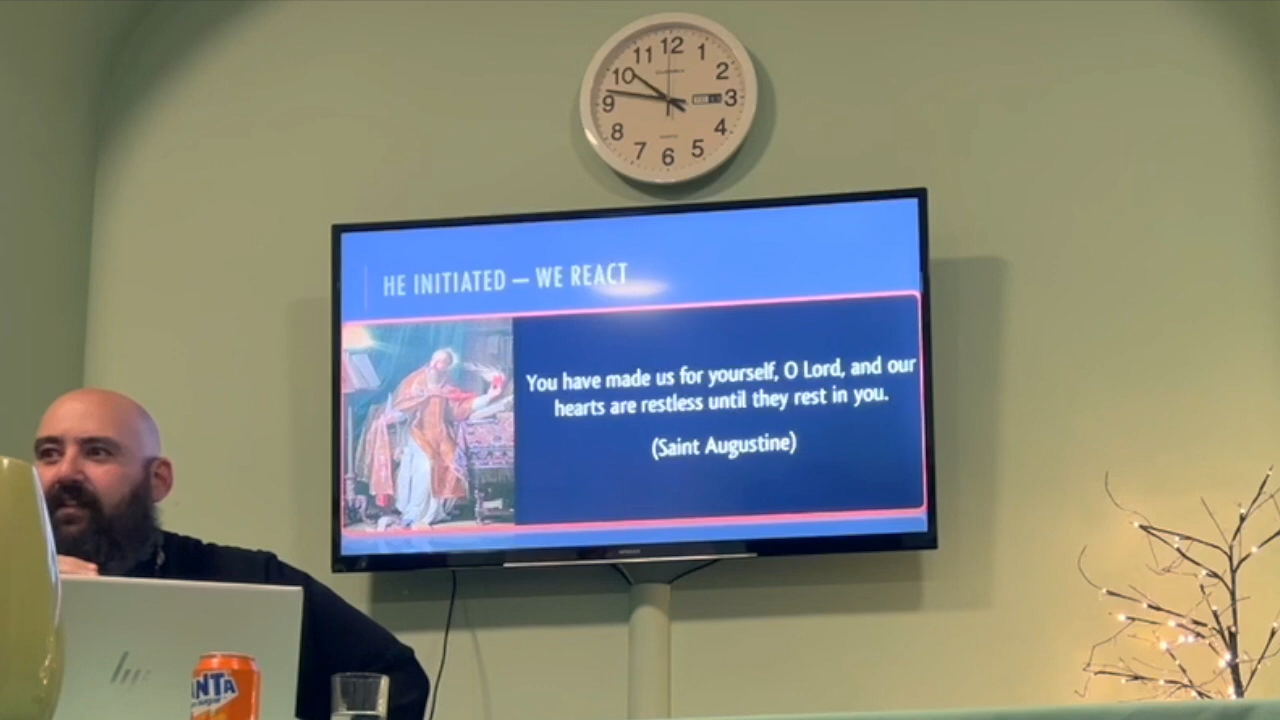 12
11
1
10
2
9
3
8
4
7
5
6
HE INITIATED – WE REACT
You have made us for yourself, O Lord, and our
hearts are restless until they rest in you.
(Saint Augustine)
hp
ANTA